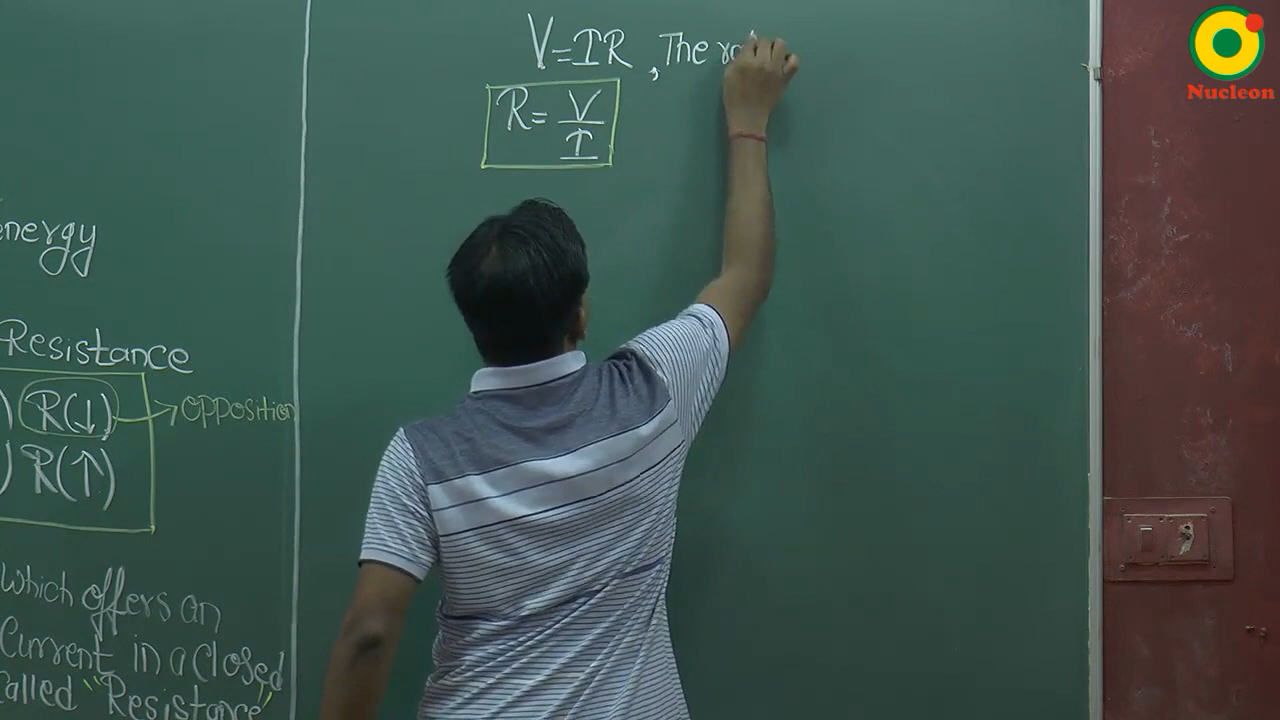 energy
Resistance
R(↓) → OPPOSITION
R(↑)
which offers an
Current in a closed
Called "Resistance"
V=IR, The
R= V
I
Nucleon